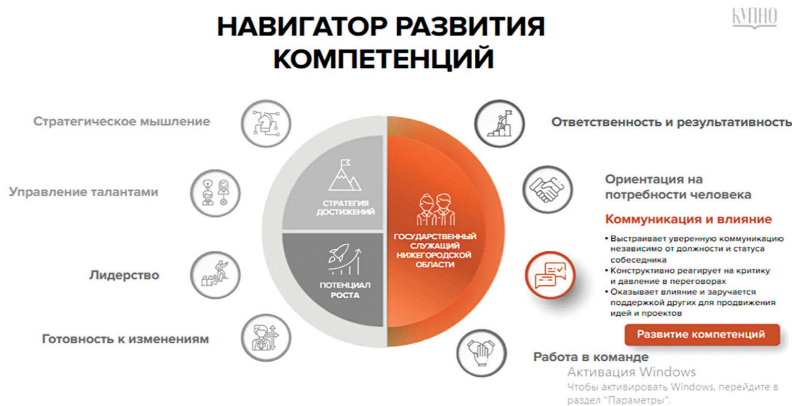 КУПНО
НАВИГАТОР РАЗВИТИЯ
КОМПЕТЕНЦИЙ
Стратегическое мышление
Управление талантами
Лидерство
Готовность к изменениям
СТРАТЕГИЯ
ДОСТИЖЕНИЙ
ПОТЕНЦИАЛ
РОСТА
ГОСУДАРСТВЕННЫЙ
СЛУЖАЩИЙ
НИЖЕГОРОДСКОЙ
ОБЛАСТИ
Ответственность и результативность
Ориентация на
потребности человека
Коммуникация и влияние
• Выстраивает уверенную коммуникацию
независимо от должности и статуса
собеседника
• Конструктивно реагирует на критику
и давление в переговорах
• Оказывает влияние и заручается
поддержкой других для продвижения
идей и проектов
Развитие компетенций
Работа в команде
Активация Windows
Чтобы активировать Windows, перейдите в
раздел "Параметры".